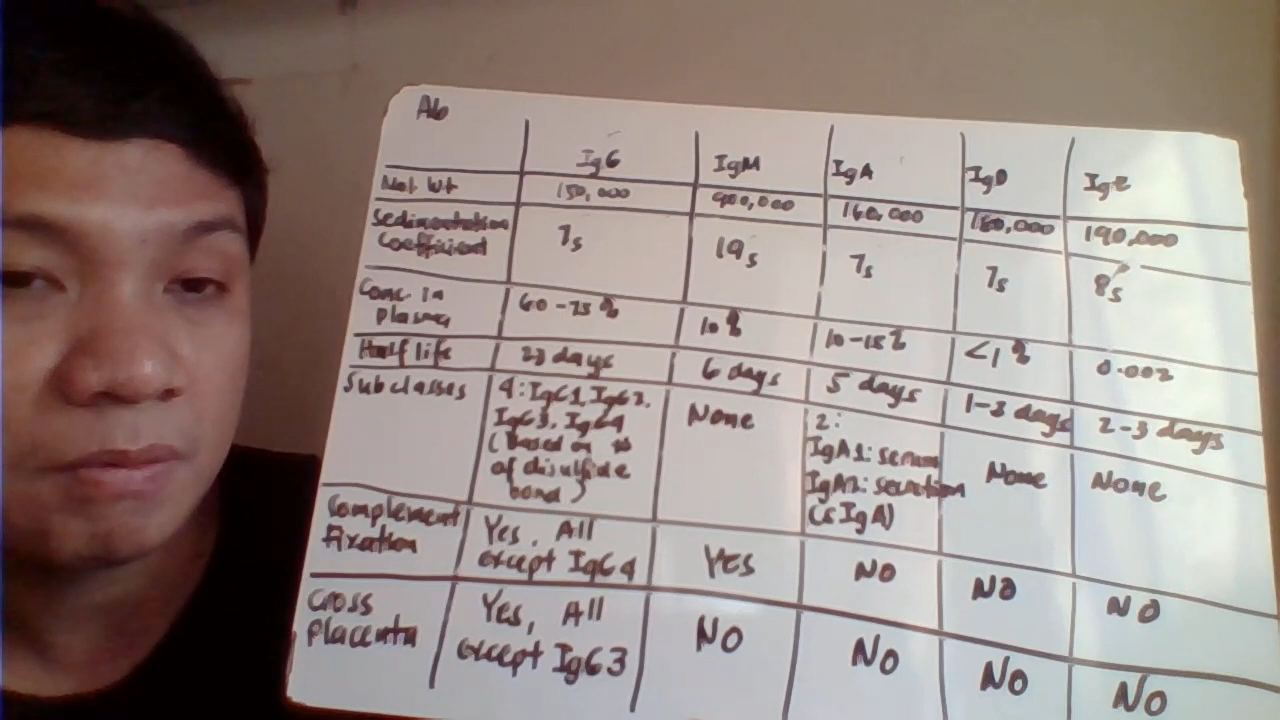 Ab
IgG IgM IgA IgD IgE
Mol. Wt 150,000 900,000 160,000 180,000 190,000
Sedimentation
coefficient 7s 19s 7s 7s 8s
Conc. in
plasma 60-75% 10% 10-15% <1% 0.002
Half life 23 days 6 days 5 days 1-3 days 2-3 days
Subclasses 4: IgG1, IgG2,
IgG3, IgG4
(Based on #
of disulfide
bond)
None
2:
IgA1: serum
IgA2: secretion
(sIgA)
None None
Complement
Fixation
Yes, All
except IgG4
Yes No No No
Cross
Placenta
Yes, All
except IgG3
No No No No